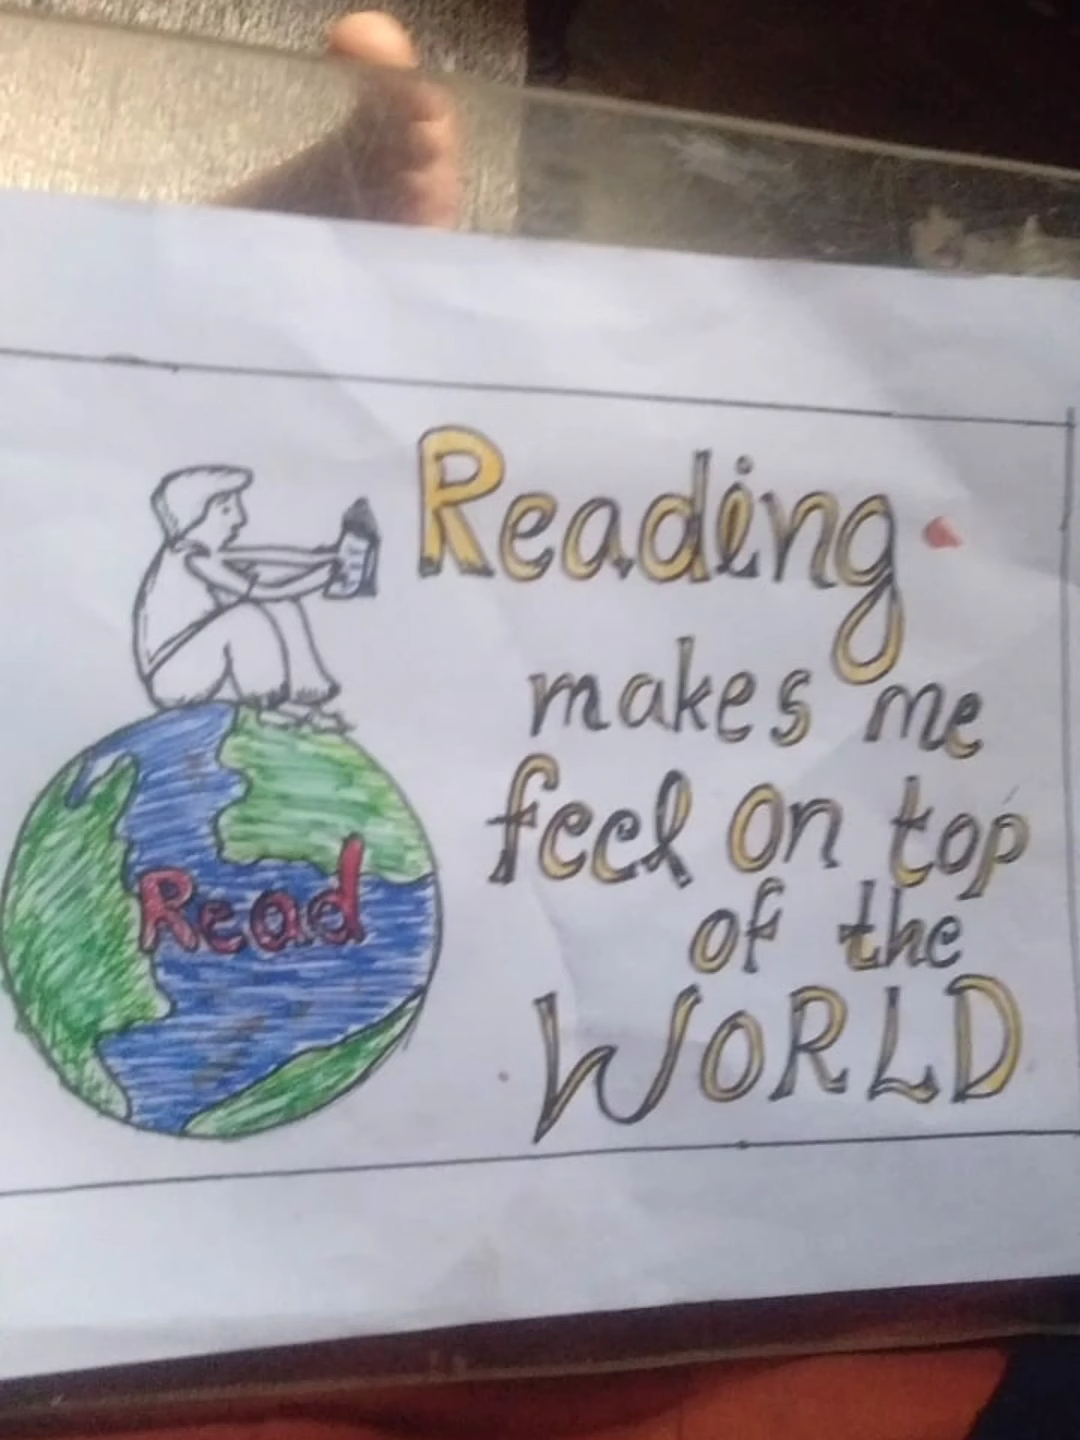 Reading
makes me
feel on top
of the
WORLD
Read